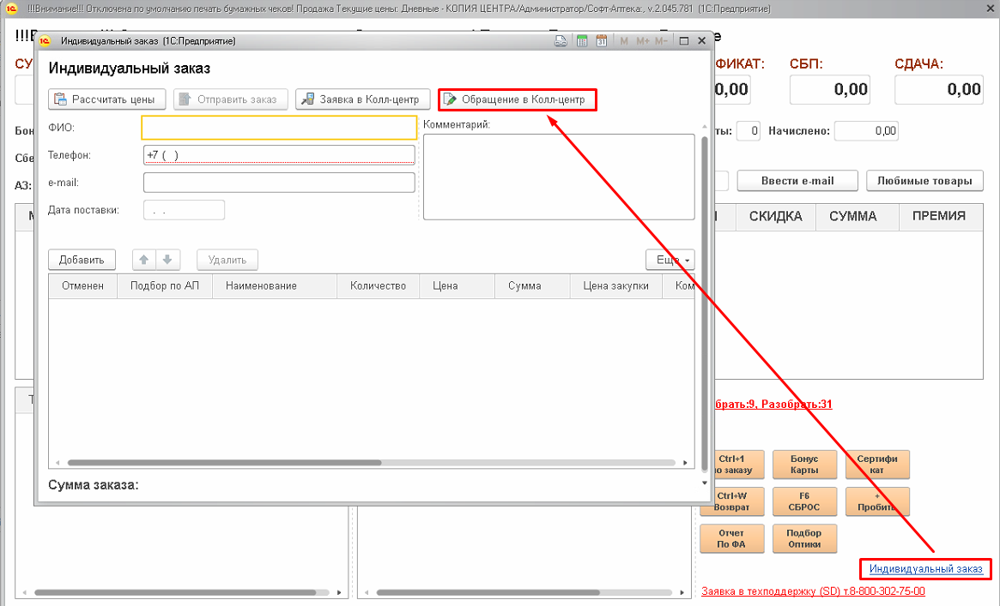 !!!Внимание!!! Отключена по умолчанию печать бумажных чеков! Продажа Текущие цены: Дневные - КОПИЯ ЦЕНТРА/Администратор/Софт-Аптека:, v.2.045.781 (1С:Предприятие)
Индивидуальный заказ (1С:Предприятие)
31 M M+ M-
Индивидуальный заказ
ФИКАТ: СБП: СДАЧА:
0,00 0,00 0,00
Рассчитать цены Отправить заказ Заявка в Колл-центр Обращение в Колл-центр
ФИО:
Комментарий:
Бон
ты: 0 Начислено: 0,00
Телефон: +7 ( )
Сбе
e-mail:
АЗ:
Ввести e-mail Любимые товары
Дата поставки: . .
СКИДКА СУММА ПРЕМИЯ
Добавить Удалить Еще
Отменен Подбор по АП Наименование Количество Цена Сумма Цена закупки Ком
брать:9, Разобрать:31
Ctrl+1 Бонус Сертифи
о заказу Карты кат
Сумма заказа:
Ctrl+W F6 +
Возврат СБРОС Пробить
Отчет Подбор
По ФА Оптики
Индивидуальный заказ
Заявка в техподдержку (SD) т.8-800-302-75-00